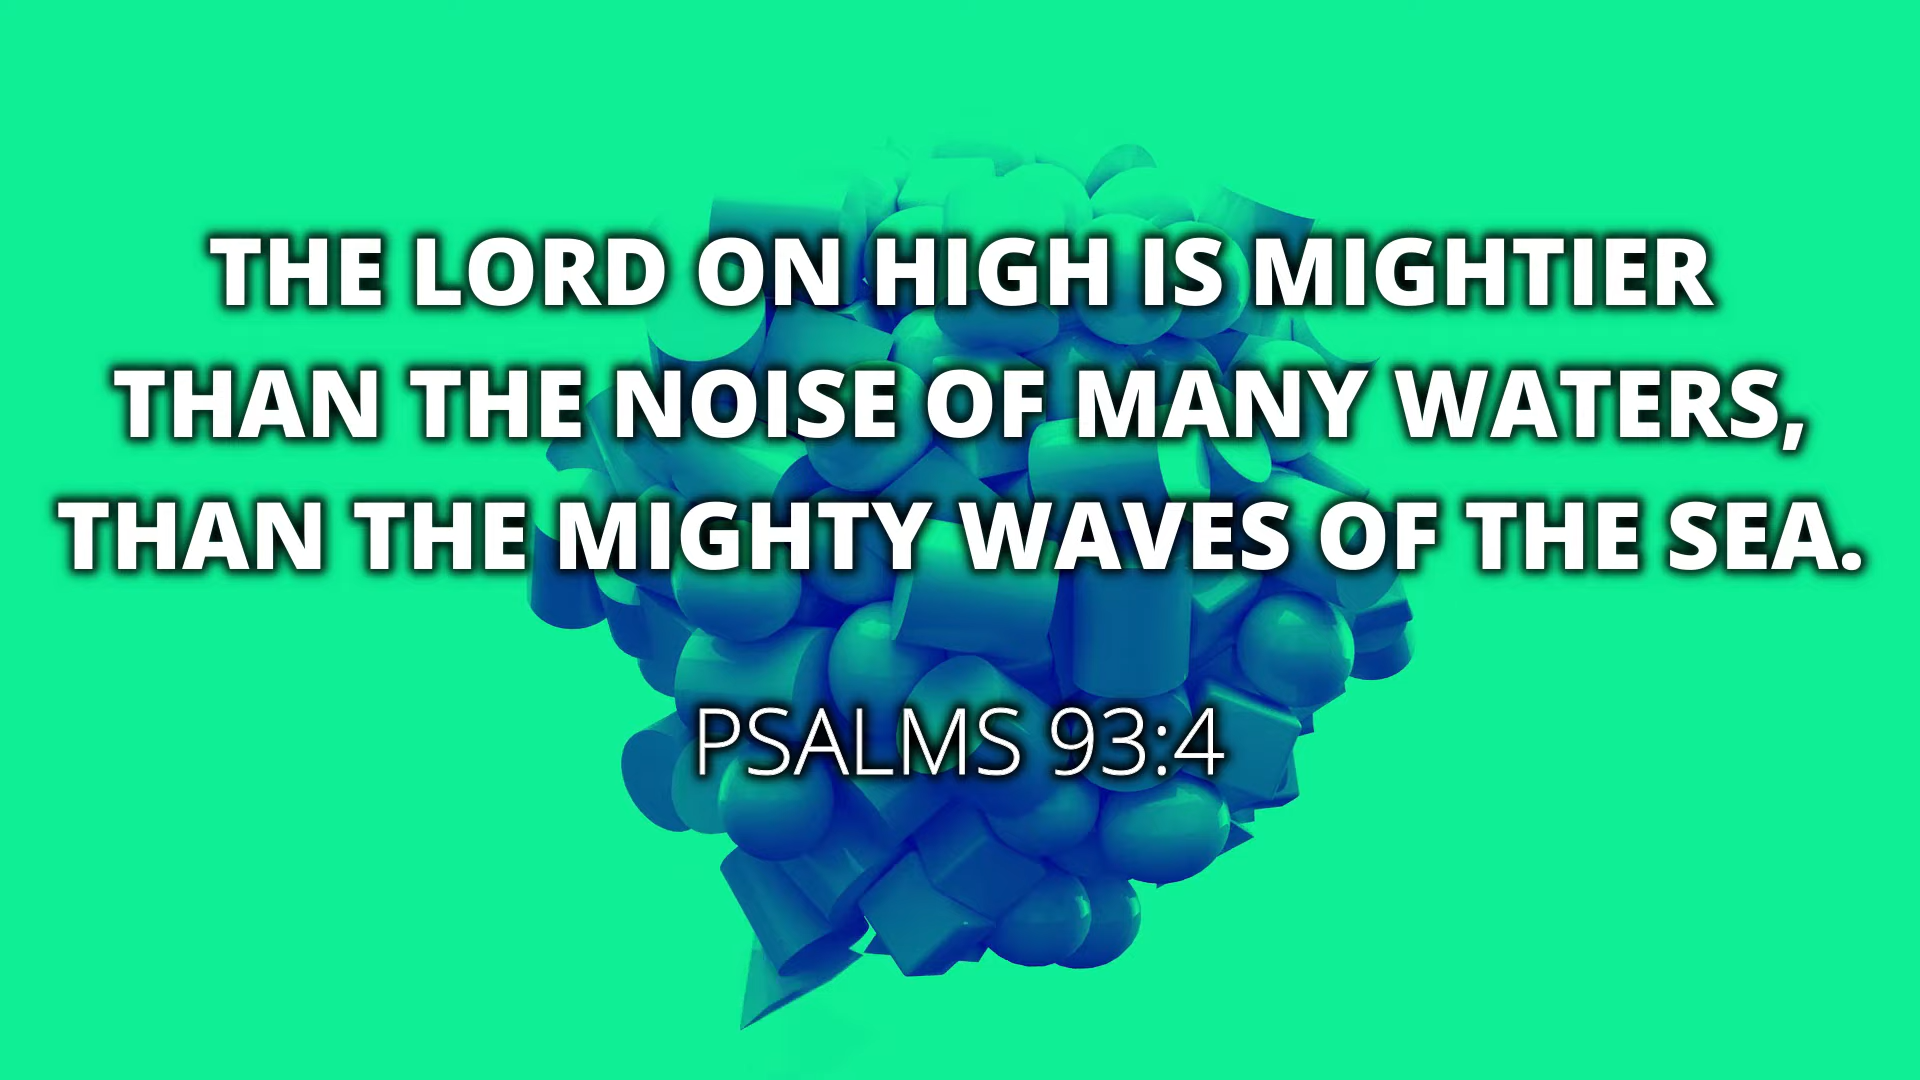 THE LORD ON HIGH IS MIGHTIER
THAN THE NOISE OF MANY WATERS,
THAN THE MIGHTY WAVES OF THE SEA.
PSALMS 93:4